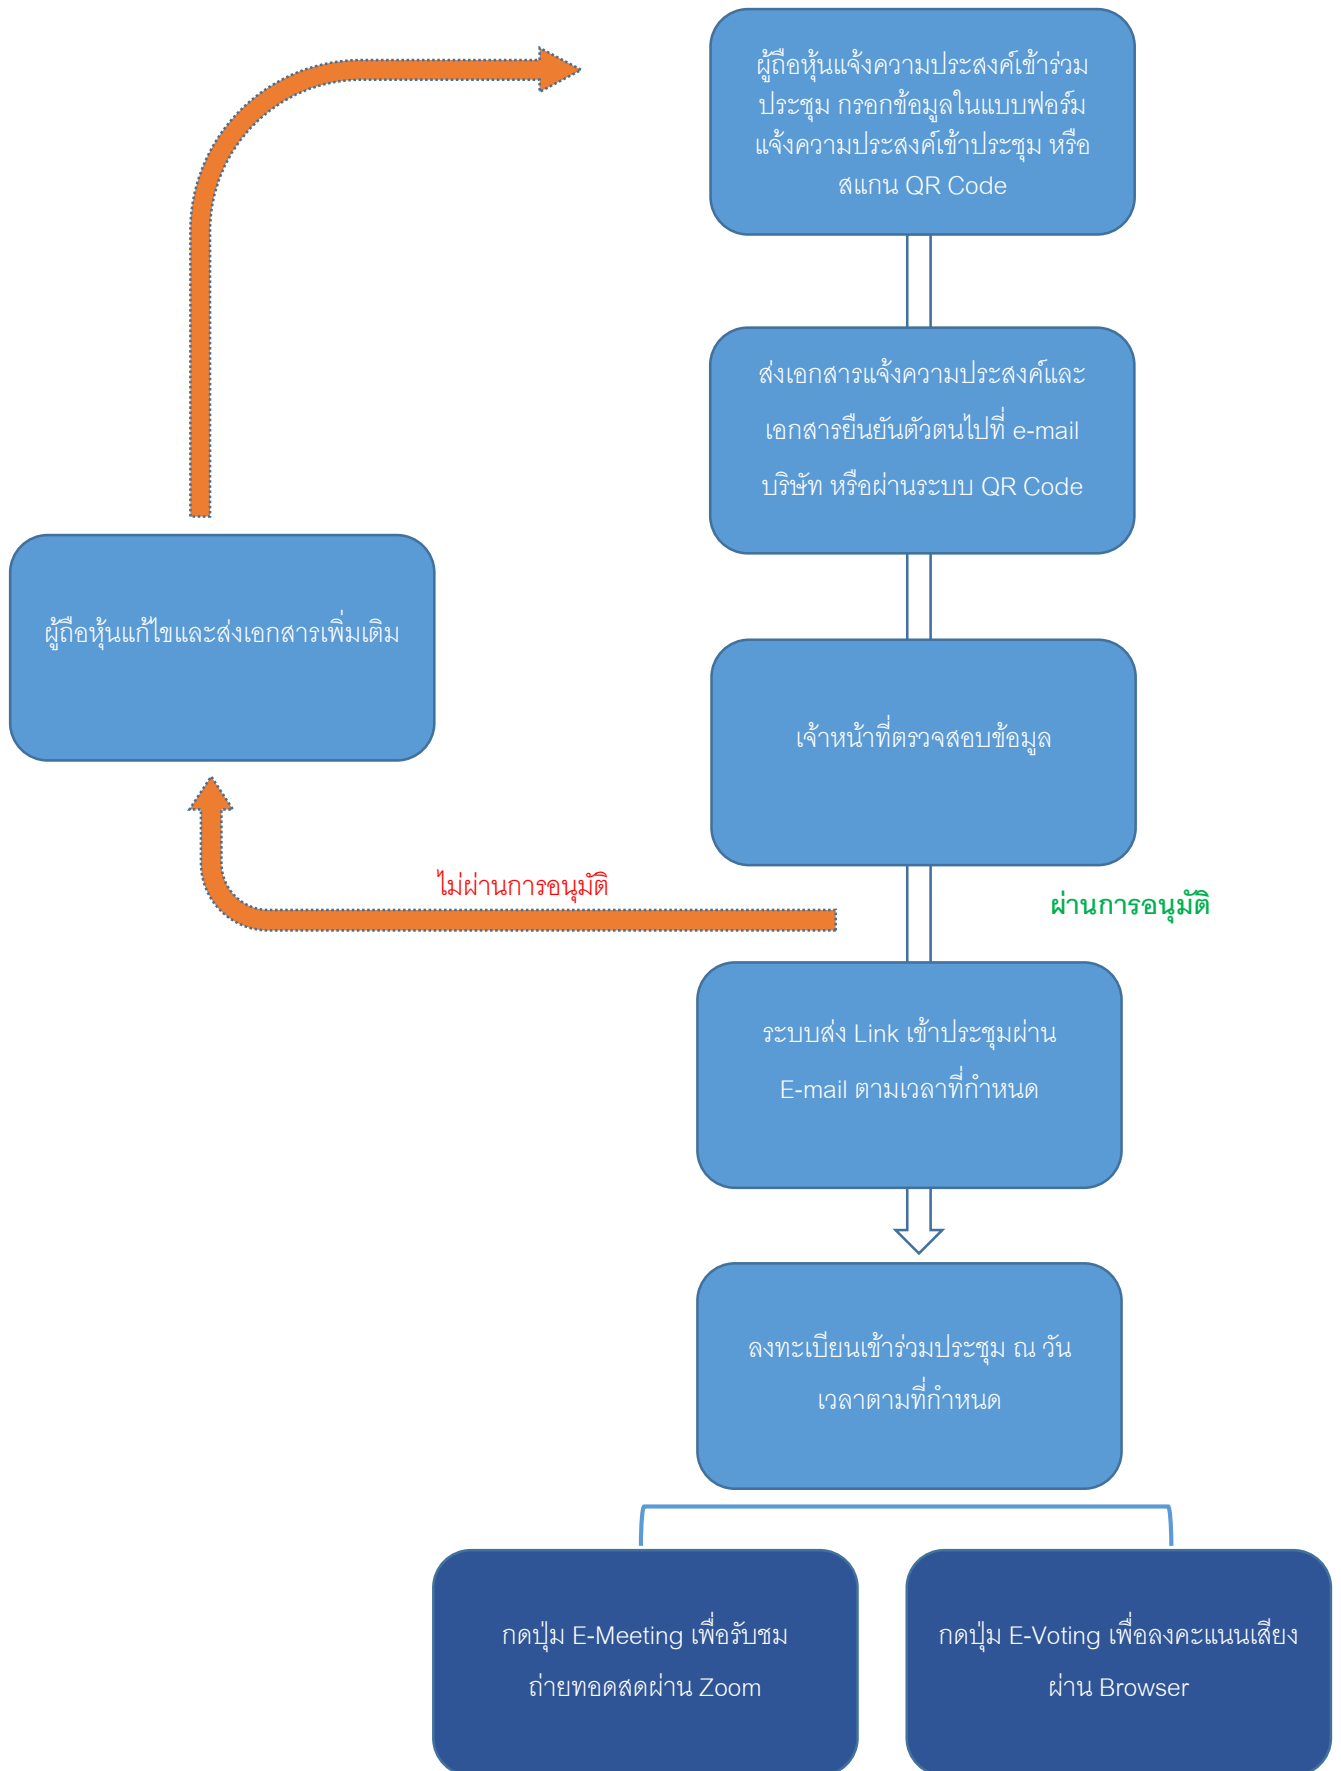 ผู้ถือหุ้นแจ้งความประสงค์เข้าร่วม
ประชุม กรอกข้อมูลในแบบฟอร์ม
แจ้งความประสงค์เข้าประชุม หรือ
สแกน QR Code
ส่งเอกสารแจ้งความประสงค์และ
เอกสารยืนยันตัวตนไปที่ e-mail
บริษัท หรือผ่านระบบ QR Code
ผู้ถือหุ้นแก้ไขและส่งเอกสารเพิ่มเติม
เจ้าหน้าที่ตรวจสอบข้อมูล
ไม่ผ่านการอนุมัติ
ผ่านการอนุมัติ
ระบบส่ง Link เข้าประชุมผ่าน
E-mail ตามเวลาที่กำหนด
ลงทะเบียนเข้าร่วมประชุม ณ วัน
เวลาตามที่กำหนด
กดปุ่ม E-Meeting เพื่อรับชม
ถ่ายทอดสดผ่าน Zoom
กดปุ่ม E-Voting เพื่อลงคะแนนเสียง
ผ่าน Browser